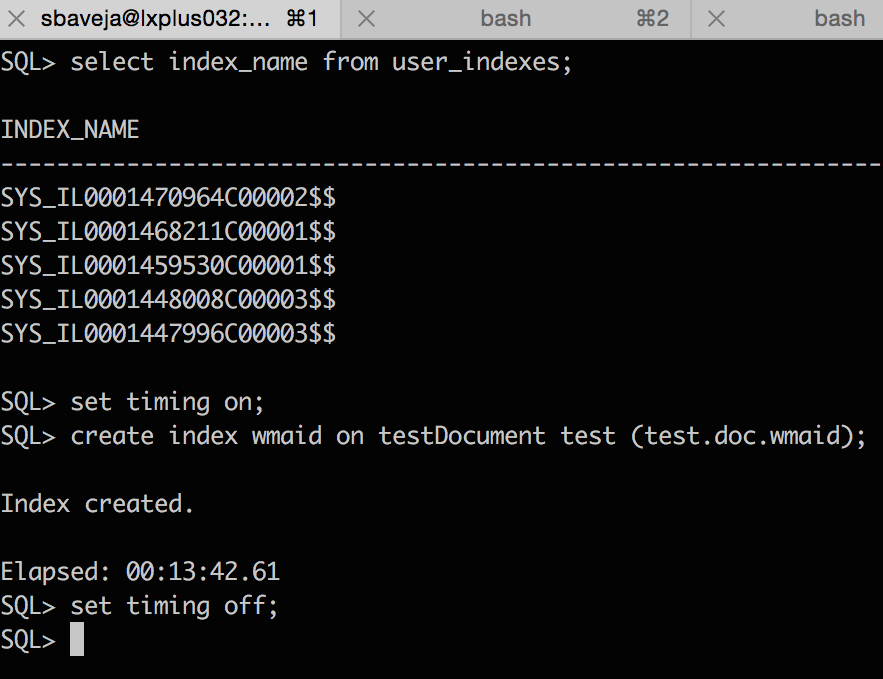 sbaveja@lxplus032:... ⌘1 bash ⌘2 bash
SQL> select index_name from user_indexes;
INDEX_NAME
--------------------------------------------------------------------------------
SYS_IL0001470964C00002$$
SYS_IL0001468211C00001$$
SYS_IL0001459530C00001$$
SYS_IL0001448008C00003$$
SYS_IL0001447996C00003$$
SQL> set timing on;
SQL> create index wmaid on testDocument test (test.doc.wmaid);
Index created.
Elapsed: 00:13:42.61
SQL> set timing off;
SQL>